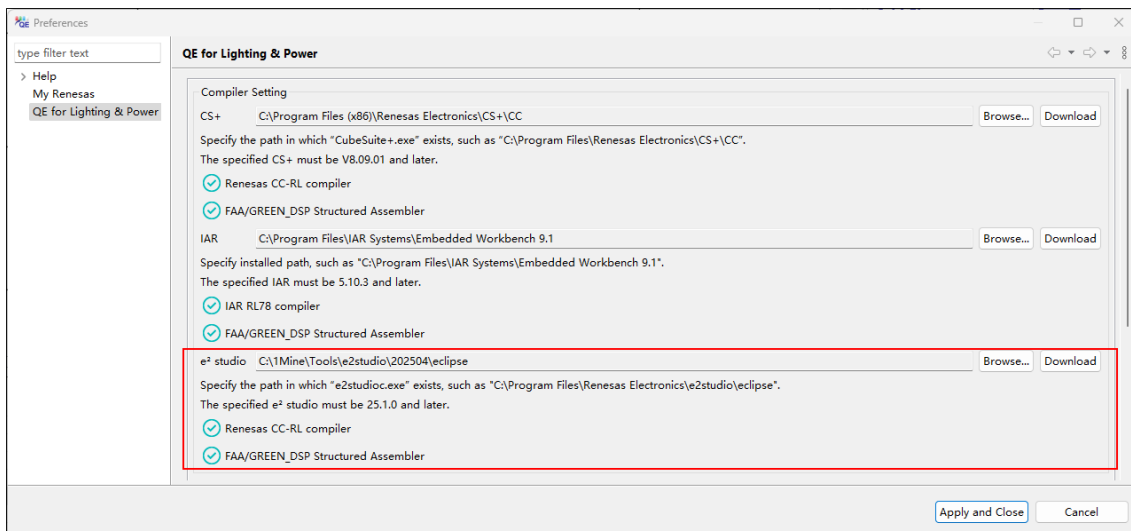 QE Preferences
type filter text
QE for Lighting & Power
Help
My Renesas
QE for Lighting & Power
Compiler Setting
CS+ C:\Program Files (x86)\Renesas Electronics\CS+\CC Browse... Download
Specify the path in which “CubeSuite+.exe” exists, such as “C:\Program Files\Renesas Electronics\CS+\CC”.
The specified CS+ must be V8.09.01 and later.
Renesas CC-RL compiler
FAA/GREEN_DSP Structured Assembler
IAR C:\Program Files\IAR Systems\Embedded Workbench 9.1 Browse... Download
Specify installed path, such as "C:\Program Files\IAR Systems\Embedded Workbench 9.1".
The specified IAR must be 5.10.3 and later.
IAR RL78 compiler
FAA/GREEN_DSP Structured Assembler
e² studio C:\1Mine\Tools\e2studio\202504\eclipse Browse... Download
Specify the path in which “e2studioc.exe” exists, such as "C:\Program Files\Renesas Electronics\e2studio\eclipse".
The specified e² studio must be 25.1.0 and later.
Renesas CC-RL compiler
FAA/GREEN_DSP Structured Assembler
Apply and Close Cancel